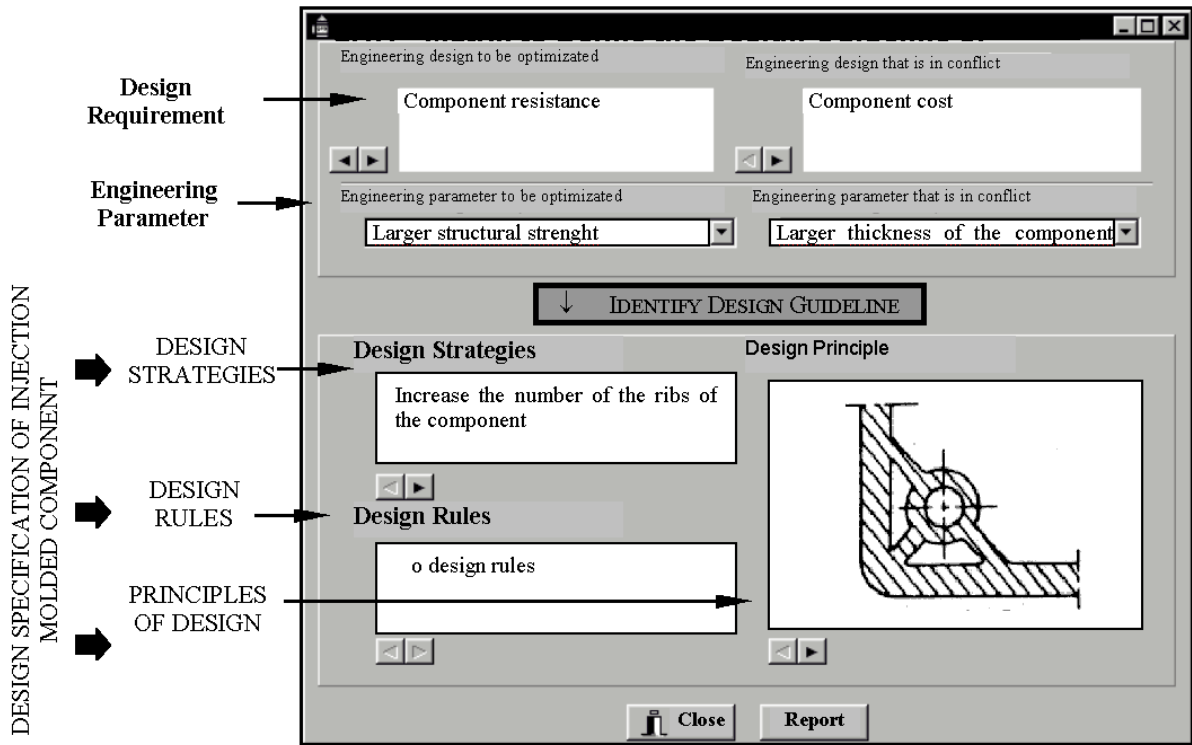 Engineering design to be optimizated
Engineering design that is in conflict
Design
Requirement
Component resistance
Component cost
Engineering
Parameter
Engineering parameter to be optimizated
Engineering parameter that is in conflict
Larger structural strenght
Larger thickness of the component
↓ IDENTIFY DESIGN GUIDELINE
DESIGN SPECIFICATION OF INJECTION
MOLDED COMPONENT
DESIGN
STRATEGIES
Design Strategies
Increase the number of the ribs of
the component
Design Principle
DESIGN
RULES
Design Rules
o design rules
PRINCIPLES
OF DESIGN
Close
Report